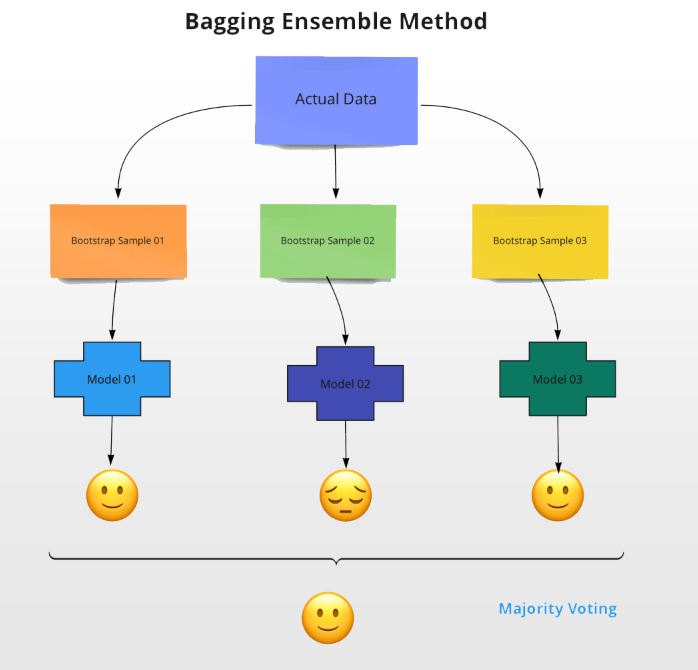 Bagging Ensemble Method
Actual Data
Bootstrap Sample 01
Bootstrap Sample 02
Bootstrap Sample 03
Model 01
Model 02
Model 03
Majority Voting